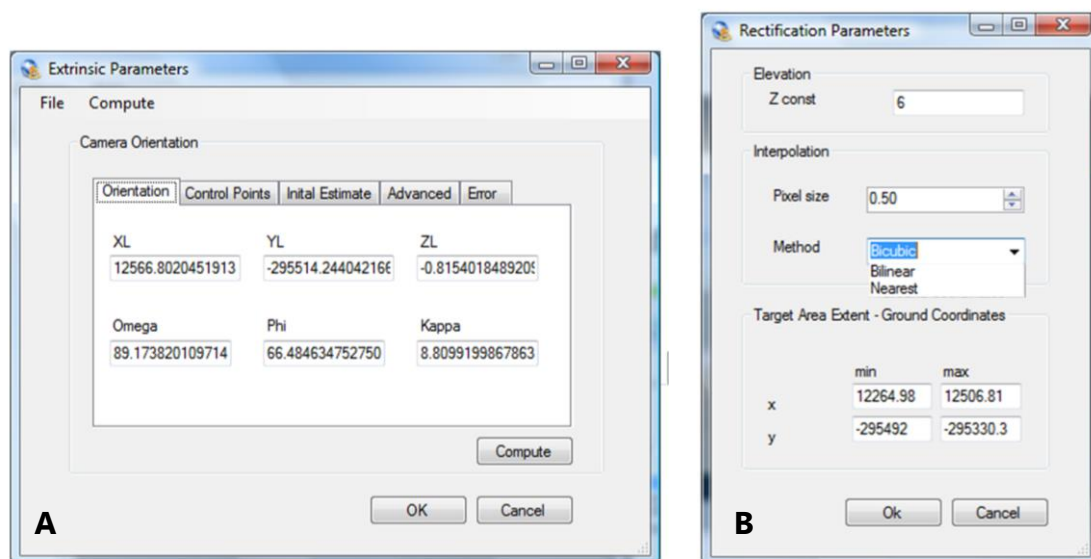 Extrinsic Parameters
File Compute
Camera Orientation
Orientation Control Points Inital Estimate Advanced Error
XL YL ZL
12566.8020451913 -295514.244042166 -0.8154018489209
Omega Phi Kappa
89.173820109714 66.484634752750 8.8099199867863
Compute
OK Cancel
A
Rectification Parameters
Elevation
Z const 6
Interpolation
Pixel size 0.50
Method Bicubic
Bilinear
Nearest
Target Area Extent - Ground Coordinates
min max
x 12264.98 12506.81
y -295492 -295330.3
Ok Cancel
B